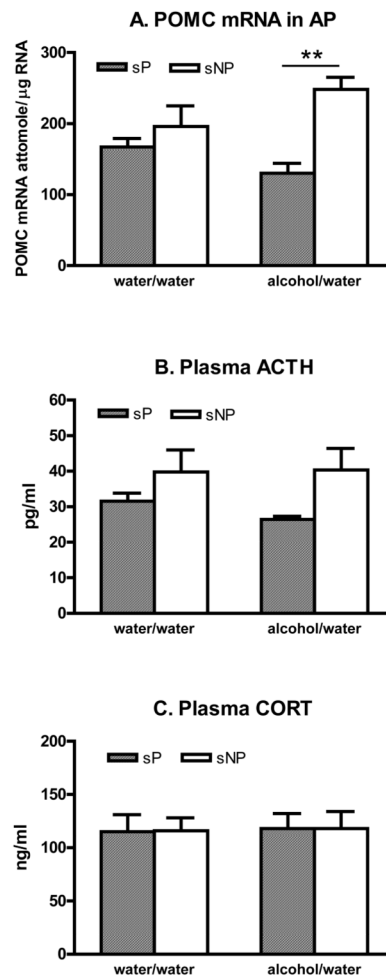 A. POMC mRNA in AP
POMC mRNA attomole/µg RNA
300
200
100
0
sP sNP
**
water/water alcohol/water
B. Plasma ACTH
pg/ml
60
50
40
30
20
10
0
sP sNP
water/water alcohol/water
C. Plasma CORT
ng/ml
200
150
100
50
0
sP sNP
water/water alcohol/water